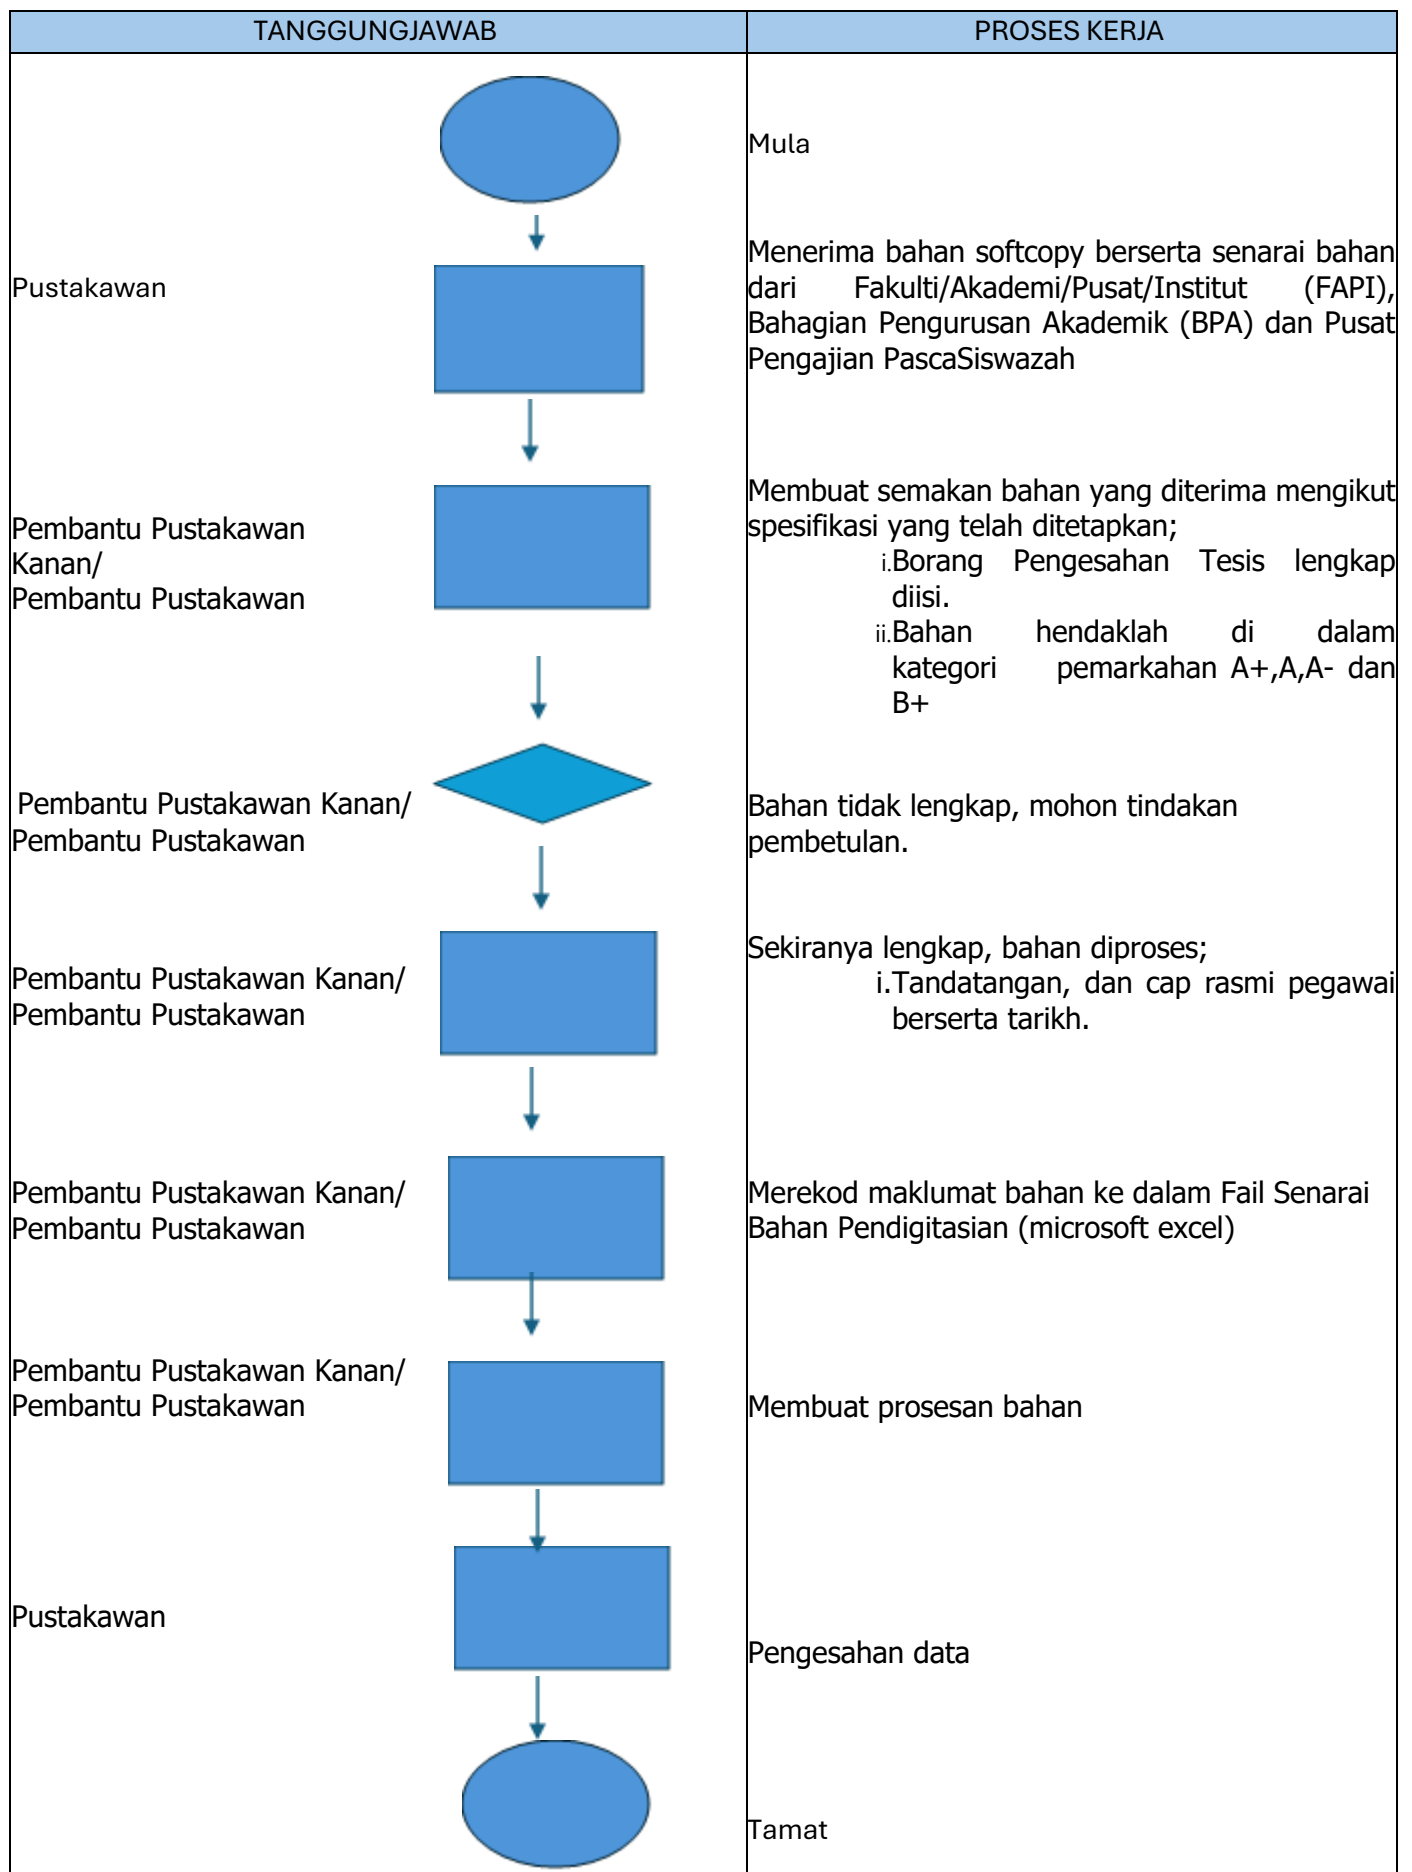 TANGGUNGJAWAB
PROSES KERJA
Mula
Pustakawan
Menerima bahan softcopy berserta senarai bahan
dari Fakulti/Akademi/Pusat/Institut (FAPI),
Bahagian Pengurusan Akademik (BPA) dan Pusat
Pengajian PascaSiswazah
Pembantu Pustakawan
Kanan/
Pembantu Pustakawan
Membuat semakan bahan yang diterima mengikut
spesifikasi yang telah ditetapkan;
i.Borang Pengesahan Tesis lengkap
diisi.
ii.Bahan hendaklah di dalam
kategori pemarkahan A+,A,A- dan
B+
Pembantu Pustakawan Kanan/
Pembantu Pustakawan
Bahan tidak lengkap, mohon tindakan
pembetulan.
Pembantu Pustakawan Kanan/
Pembantu Pustakawan
Sekiranya lengkap, bahan diproses;
i.Tandatangan, dan cap rasmi pegawai
berserta tarikh.
Pembantu Pustakawan Kanan/
Pembantu Pustakawan
Merekod maklumat bahan ke dalam Fail Senarai
Bahan Pendigitasian (microsoft excel)
Pembantu Pustakawan Kanan/
Pembantu Pustakawan
Membuat prosesan bahan
Pustakawan
Pengesahan data
Tamat